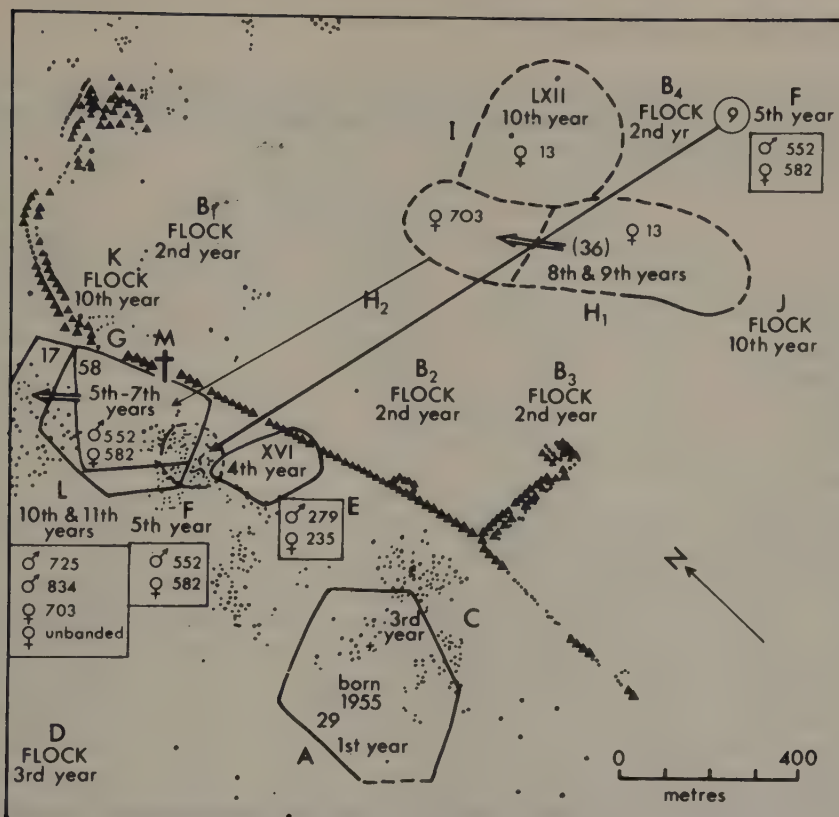 LXII
10th year
I
♀ 13
B4
FLOCK
2nd yr
9
F
5th year
♂ 552
♀ 582
♀ 703
(36)
♀ 13
8th & 9th years
H1
H2
J
FLOCK
10th year
B1
FLOCK
2nd year
K
FLOCK
10th year
G
M
17
58
5th-7th
years
♂ 552
♀ 582
B2
FLOCK
2nd year
B3
FLOCK
2nd year
XVI
4th year
E
♂ 279
♀ 235
L
10th & 11th
years
♂ 725
♂ 834
♀ 703
♀ unbanded
F
5th year
♂ 552
♀ 582
N
3rd
year
C
born
1955
29
1st year
A
D
FLOCK
3rd year
0 400
metres